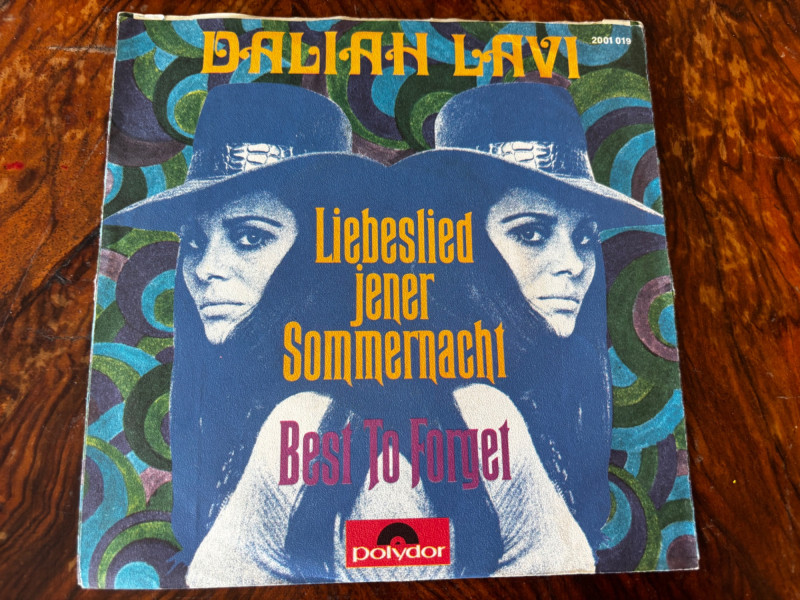 DALIAH LAVI
2001 019
Liebeslied
jener
Sommernacht
Best To Forget
polydor